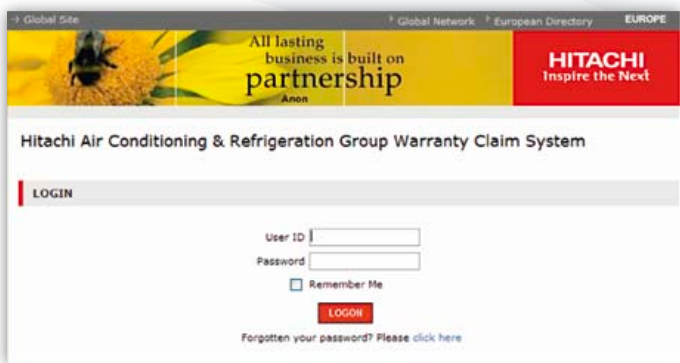 Global Site
Global Network European Directory EUROPE
All lasting
business is built on
partnership
Anon
HITACHI
Inspire the Next
Hitachi Air Conditioning & Refrigeration Group Warranty Claim System
LOGIN
User ID
Password
Remember Me
LOGON
Forgotten your password? Please click here